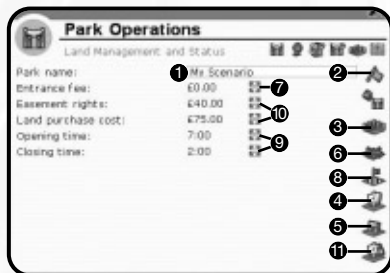 Park Operations
Land Management and Status
Park name: 1 My Scenario 2
Entrance fee: £0.00 7
Easement rights: £40.00 10
Land purchase cost: £75.00 3
Opening time: 7:00 9
Closing time: 2:00 6
8
4
5
11